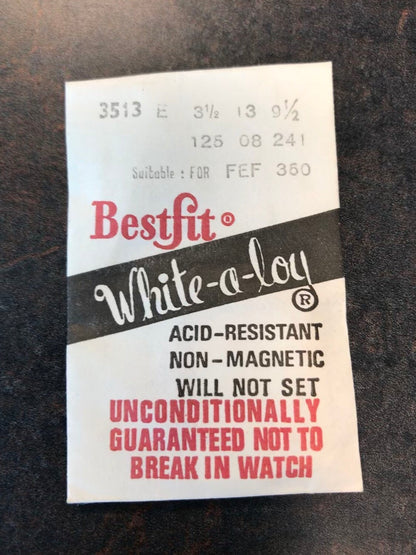 3513 E 3½ 13 9½
125 08 241
Suitable : FOR FEF 360
Bestfit ®
White-a-loy ®
ACID-RESISTANT
NON-MAGNETIC
WILL NOT SET
UNCONDITIONALLY
GUARANTEED NOT TO
BREAK IN WATCH